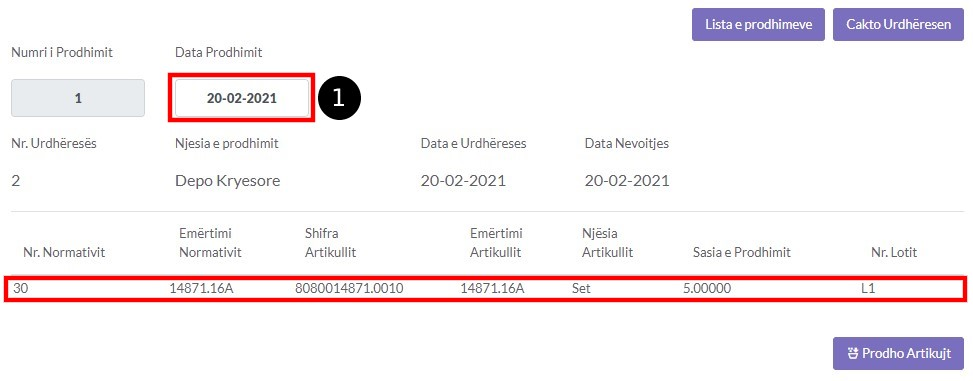 Lista e prodhimeve Cakto Urdhëresen
Numri i Prodhimit Data Prodhimit
1 20-02-2021 1
Nr. Urdhëresës Njesia e prodhimit Data e Urdhëreses Data Nevoitjes
2 Depo Kryesore 20-02-2021 20-02-2021
Nr. Normativit Emërtimi Normativit Shifra Artikullit Emërtimi Artikullit Njësia Artikullit Sasia e Prodhimit Nr. Lotit
30 14871.16A 8080014871.0010 14871.16A Set 5.00000 L1
Prodho Artikujt